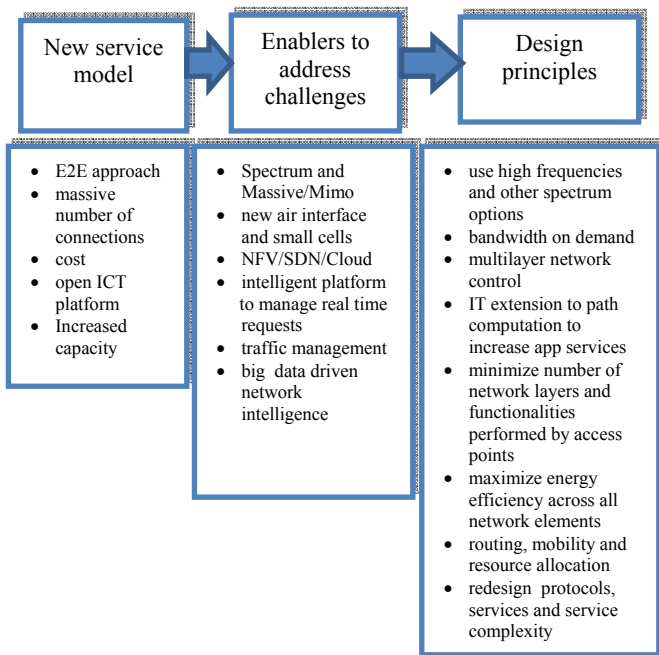 New service
model
Enablers to
address
challenges
Design
principles
• E2E approach
• massive
number of
connections
• cost
• open ICT
platform
• Increased
capacity
• Spectrum and
Massive/Mimo
• new air interface
and small cells
• NFV/SDN/Cloud
• intelligent platform
to manage real time
requests
• traffic management
• big data driven
network
intelligence
• use high frequencies
and other spectrum
options
• bandwidth on demand
• multilayer network
control
• IT extension to path
computation to
increase app services
• minimize number of
network layers and
functionalities
performed by access
points
• maximize energy
efficiency across all
network elements
• routing, mobility and
resource allocation
• redesign protocols,
services and service
complexity